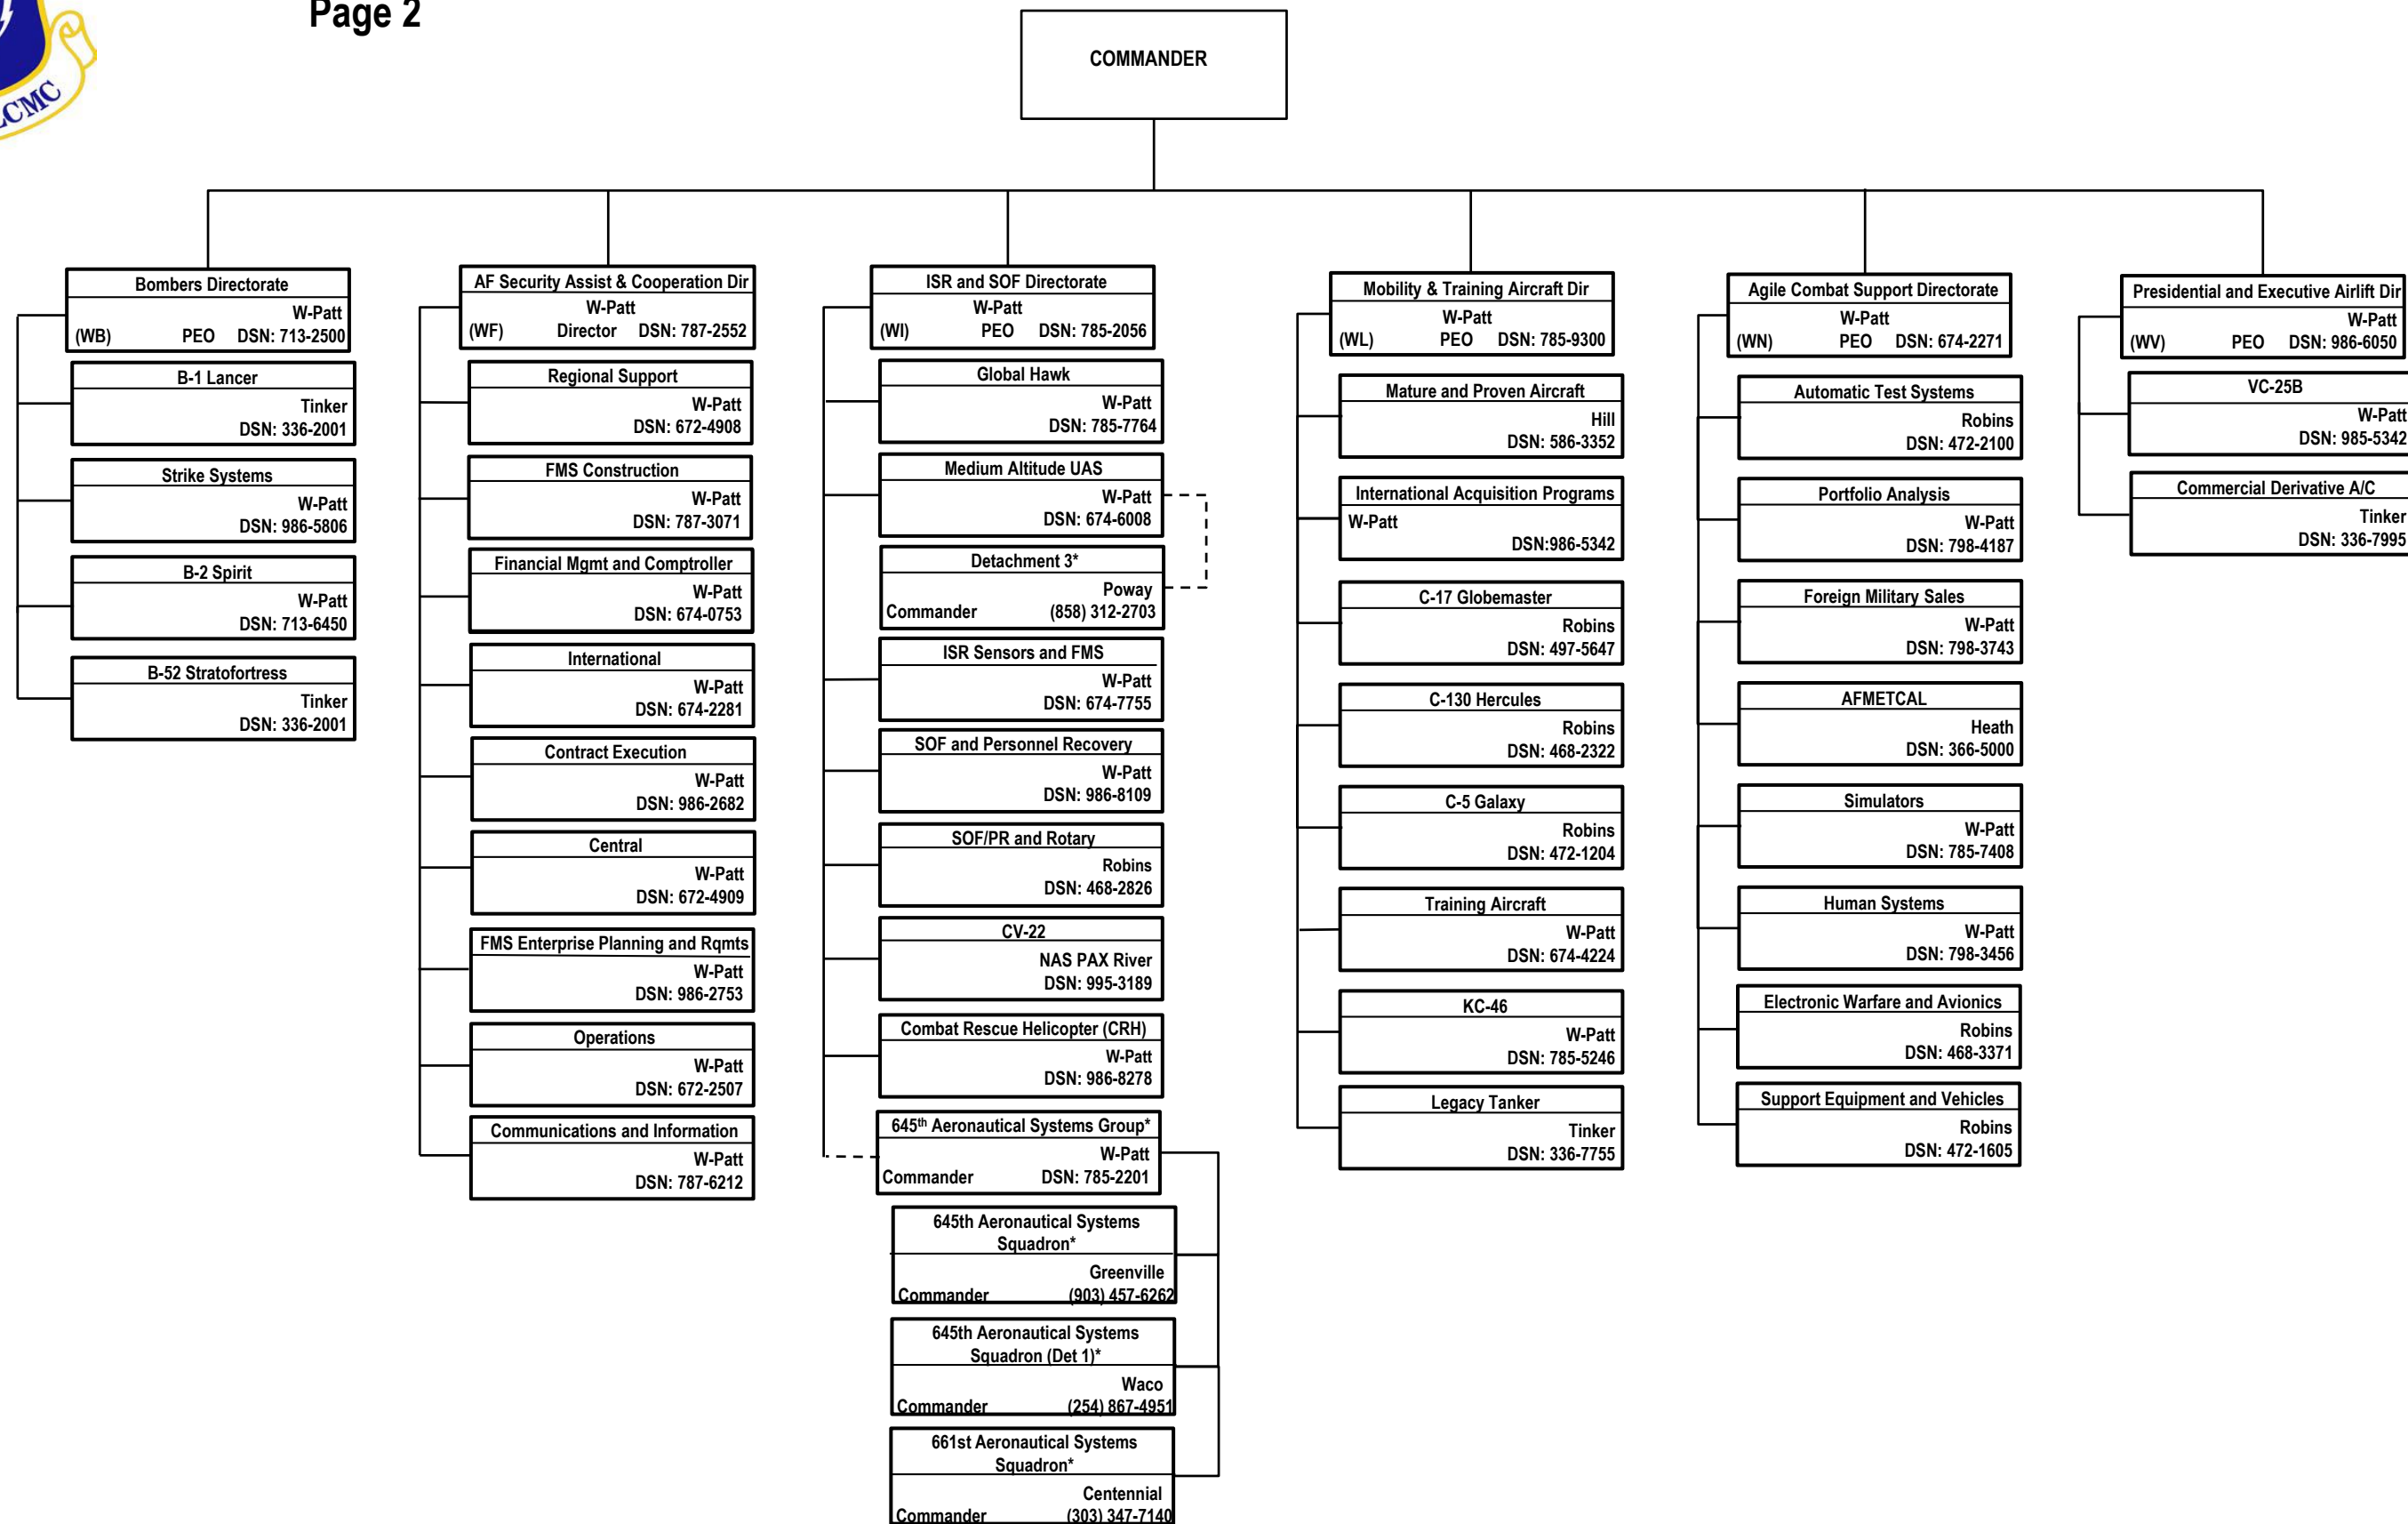 Page 2
LCMC
COMMANDER
Bombers Directorate
W-Patt
(WB) PEO DSN: 713-2500
B-1 Lancer
Tinker
DSN: 336-2001
Strike Systems
W-Patt
DSN: 986-5806
B-2 Spirit
W-Patt
DSN: 713-6450
B-52 Stratofortress
Tinker
DSN: 336-2001
AF Security Assist & Cooperation Dir
W-Patt
(WF) Director DSN: 787-2552
Regional Support
W-Patt
DSN: 672-4908
FMS Construction
W-Patt
DSN: 787-3071
Financial Mgmt and Comptroller
W-Patt
DSN: 674-0753
International
W-Patt
DSN: 674-2281
Contract Execution
W-Patt
DSN: 986-2682
Central
W-Patt
DSN: 672-4909
FMS Enterprise Planning and Rqmts
W-Patt
DSN: 986-2753
Operations
W-Patt
DSN: 672-2507
Communications and Information
W-Patt
DSN: 787-6212
ISR and SOF Directorate
W-Patt
(WI) PEO DSN: 785-2056
Global Hawk
W-Patt
DSN: 785-7764
Medium Altitude UAS
W-Patt
DSN: 674-6008
Detachment 3*
Poway
Commander (858) 312-2703
ISR Sensors and FMS
W-Patt
DSN: 674-7755
SOF and Personnel Recovery
W-Patt
DSN: 986-8109
SOF/PR and Rotary
Robins
DSN: 468-2826
CV-22
NAS PAX River
DSN: 995-3189
Combat Rescue Helicopter (CRH)
W-Patt
DSN: 986-8278
645th Aeronautical Systems Group*
W-Patt
Commander DSN: 785-2201
645th Aeronautical Systems
Squadron*
Greenville
Commander (903) 457-6262
645th Aeronautical Systems
Squadron (Det 1)*
Waco
Commander (254) 867-4951
661st Aeronautical Systems
Squadron*
Centennial
Commander (303) 347-7140
Mobility & Training Aircraft Dir
W-Patt
(WL) PEO DSN: 785-9300
Mature and Proven Aircraft
Hill
DSN: 586-3352
International Acquisition Programs
W-Patt
DSN:986-5342
C-17 Globemaster
Robins
DSN: 497-5647
C-130 Hercules
Robins
DSN: 468-2322
C-5 Galaxy
Robins
DSN: 472-1204
Training Aircraft
W-Patt
DSN: 674-4224
KC-46
W-Patt
DSN: 785-5246
Legacy Tanker
Tinker
DSN: 336-7755
Agile Combat Support Directorate
W-Patt
(WN) PEO DSN: 674-2271
Automatic Test Systems
Robins
DSN: 472-2100
Portfolio Analysis
W-Patt
DSN: 798-4187
Foreign Military Sales
W-Patt
DSN: 798-3743
AFMETCAL
Heath
DSN: 366-5000
Simulators
W-Patt
DSN: 785-7408
Human Systems
W-Patt
DSN: 798-3456
Electronic Warfare and Avionics
Robins
DSN: 468-3371
Support Equipment and Vehicles
Robins
DSN: 472-1605
Presidential and Executive Airlift Dir
W-Patt
(WV) PEO DSN: 986-6050
VC-25B
W-Patt
DSN: 985-5342
Commercial Derivative A/C
Tinker
DSN: 336-7995